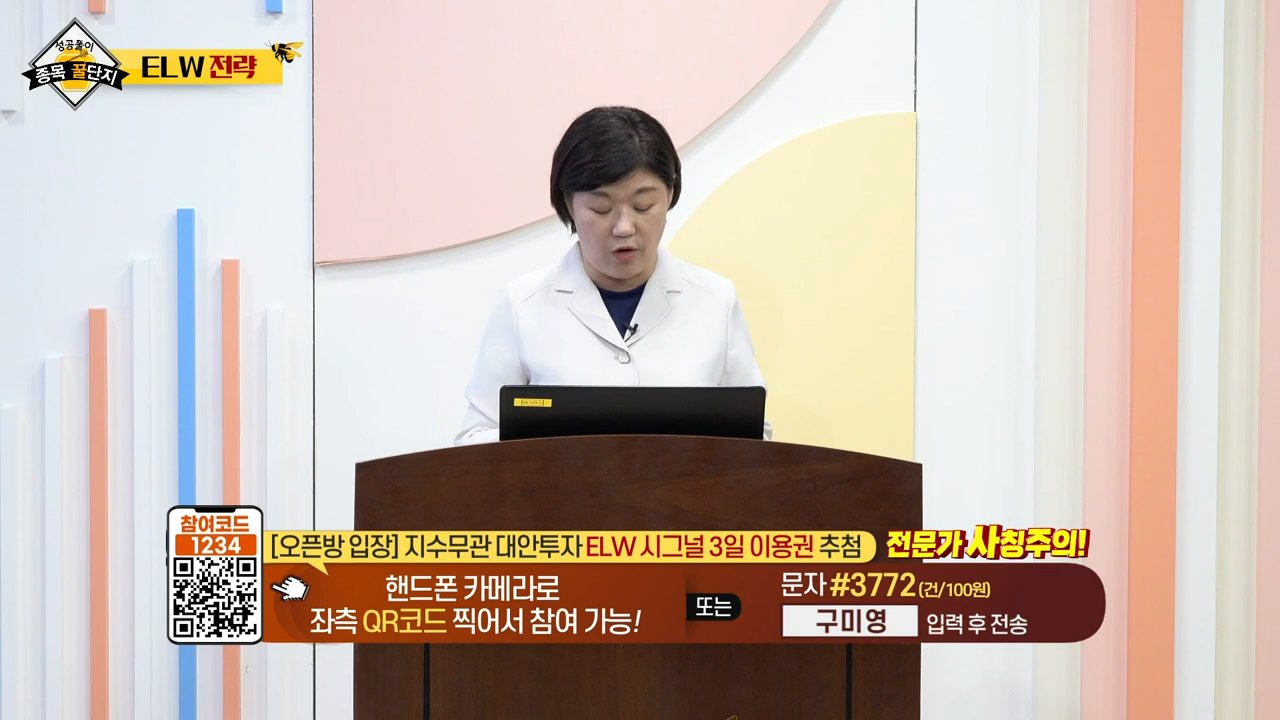 성공풀이
종목 꿀단지
ELW 전략
참여코드
1234
[오픈방 입장] 지수무관 대안투자 ELW 시그널 3일 이용권 추첨
전문가 사칭주의!
핸드폰 카메라로
좌측 QR코드 찍어서 참여 가능!
또는
문자 #3772 (건/100원)
구미영 입력 후 전송